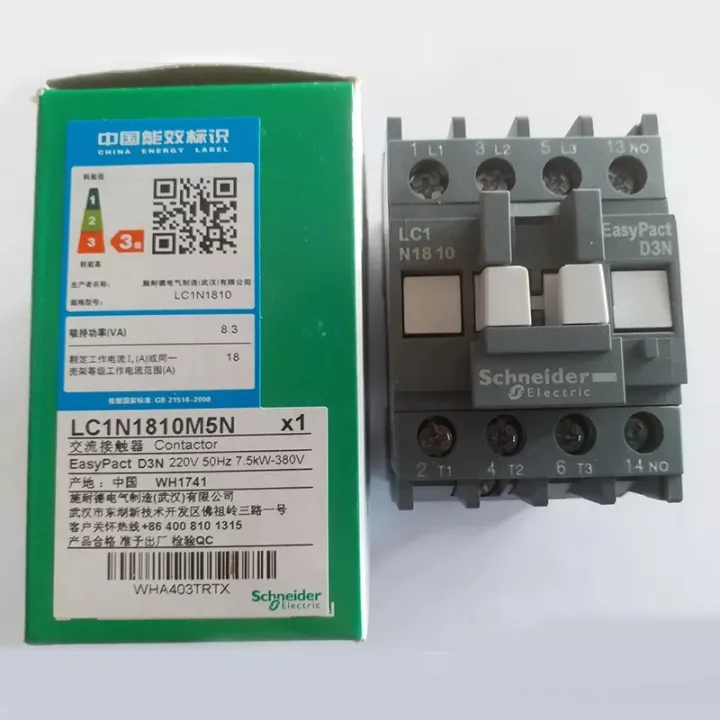 中国能效标识
CHINA ENERGY LABEL
耗能低
1
2
3
3级
耗能高
生产者名称:
施耐德电气制造(武汉)有限公司
规格型号:
LC1N1810
吸持功率(VA)
8.3
额定工作电流Iₑ(A)或同一
壳架等级工作电流范围(A)
18
依据国家标准 GB 21518-2008
LC1N1810M5N x1
交流接触器 Contactor
EasyPact D3N 220V 50Hz 7.5kW-380V
产地: 中国 WH1741
施耐德电气制造(武汉)有限公司
武汉市东湖新技术开发区佛祖岭三路一号
客户关怀热线+86 400 810 1315
产品合格 准予出厂 检验QC
WHA403TRTX
Schneider
Electric
1 L1 3 L2 5 L3 13 NO
LC1
N18 10
EasyPact
D3N
Schneider
Electric
2 T1 4 T2 6 T3 14 NO